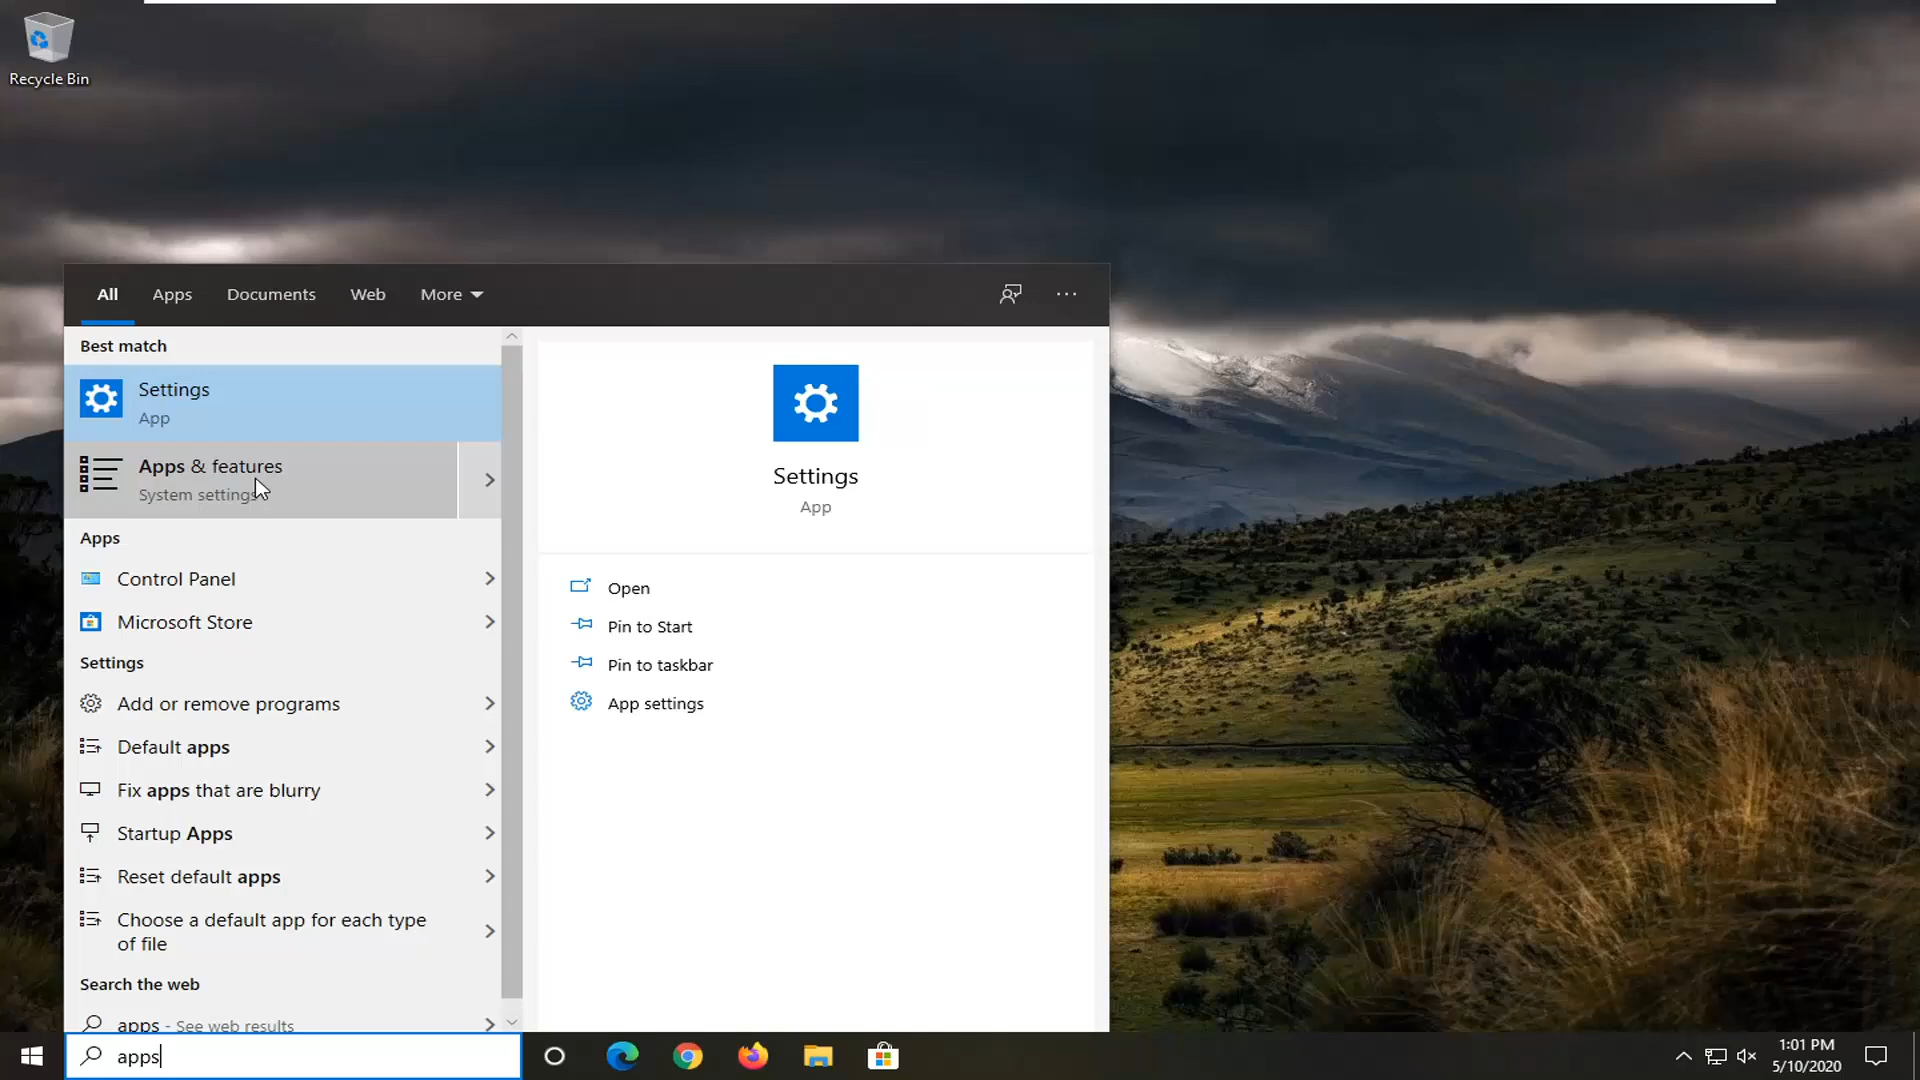 Recycle Bin
All
Apps
Documents
Web
More
Best match
Settings
App
Apps & features
System settings
Apps
Control Panel
Microsoft Store
Settings
Add or remove programs
Default apps
Fix apps that are blurry
Startup Apps
Reset default apps
Choose a default app for each type
of file
Search the web
apps - See web results
Settings
App
Open
Pin to Start
Pin to taskbar
App settings
apps
1:01 PM
5/10/2020